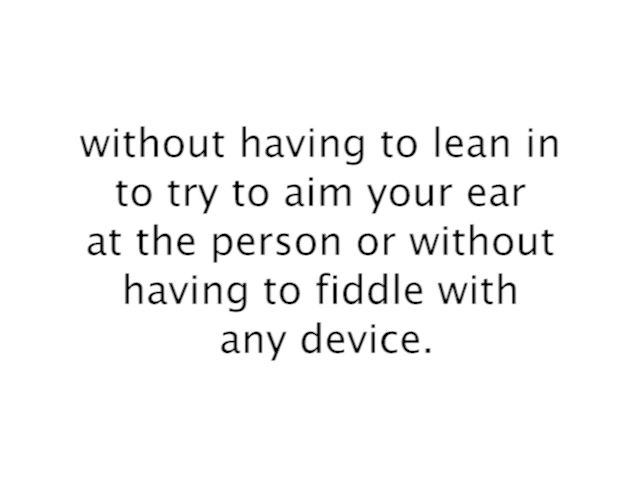 without having to lean in
to try to aim your ear
at the person or without
having to fiddle with
any device.